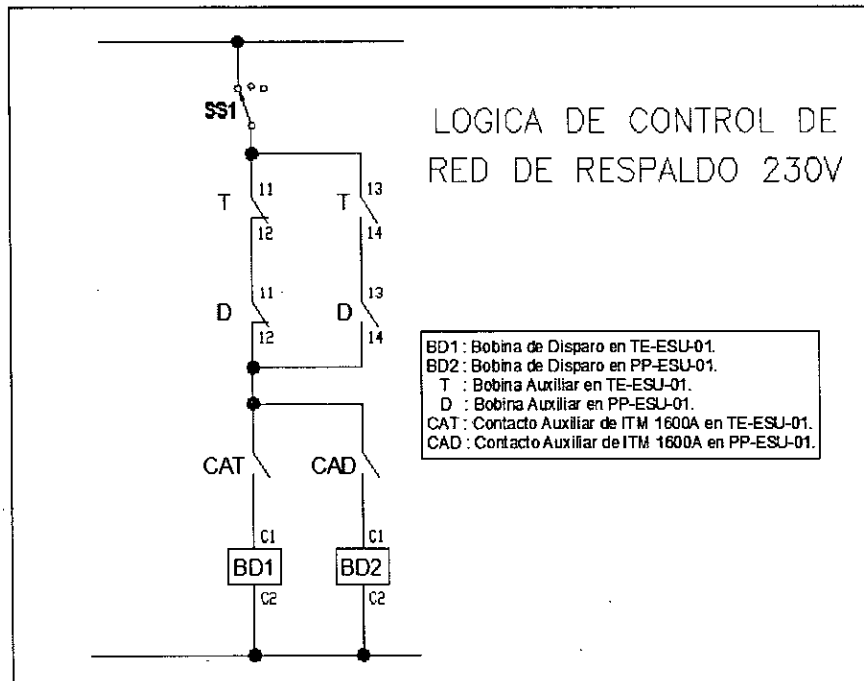 LOGICA DE CONTROL DE
RED DE RESPALDO 230V
SS1
11
13
T
T
12
14
11
13
D
D
12
14
BD1 : Bobina de Disparo en TE-ESU-01.
BD2 : Bobina de Disparo en PP-ESU-01.
T : Bobina Auxiliar en TE-ESU-01.
D : Bobina Auxiliar en PP-ESU-01.
CAT : Contacto Auxiliar de ITM 1600A en TE-ESU-01.
CAD : Contacto Auxiliar de ITM 1600A en PP-ESU-01.
CAT
CAD
C1
C1
BD1
BD2
C2
C2